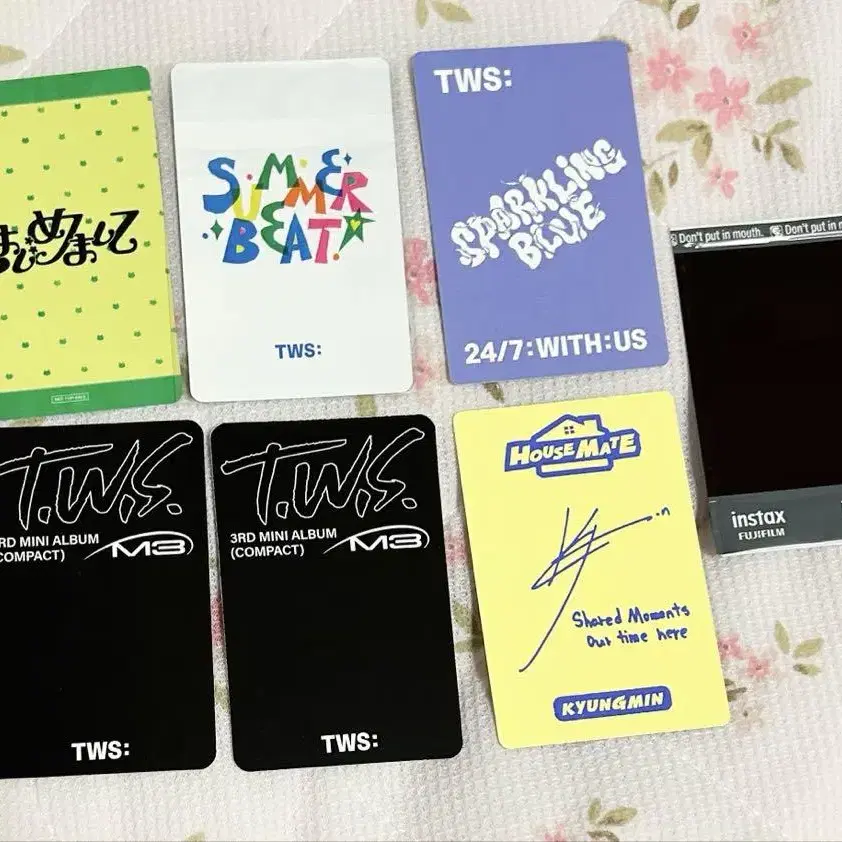 はじめまして
SUMMER
BEAT!
TWS:
TWS:
SPARKLING
BLUE
24/7:WITH:US
Don't put in mouth. Don't put in
instax
FUJIFILM
T.W.S.
RD MINI ALBUM
COMPACT)
M3
TWS:
T.W.S.
3RD MINI ALBUM
(COMPACT)
M3
TWS:
HOUSE MATE
Shared Moments
Our time here
KYUNGMIN